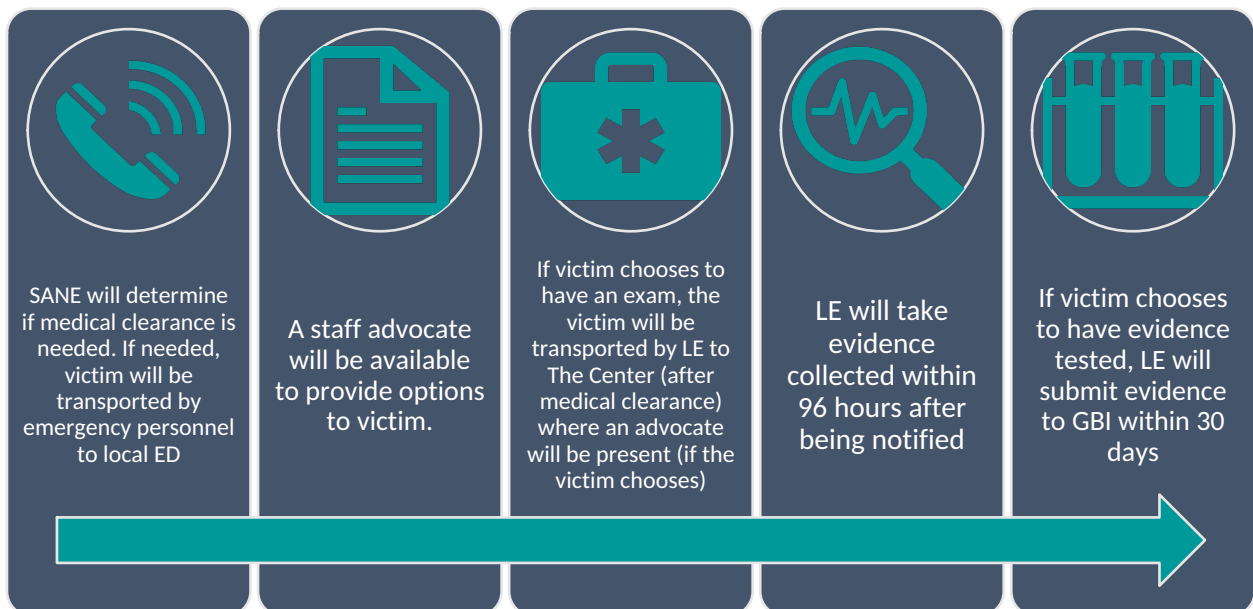 SANE will determine
if medical clearance is
needed. If needed,
victim will be
transported by
emergency personnel
to local ED
A staff advocate
will be available
to provide options
to victim.
If victim chooses to
have an exam, the
victim will be
transported by LE to
The Center (after
medical clearance)
where an advocate
will be present (if the
victim chooses)
LE will take
evidence
collected within
96 hours after
being notified
If victim chooses
to have evidence
tested, LE will
submit evidence
to GBI within 30
days